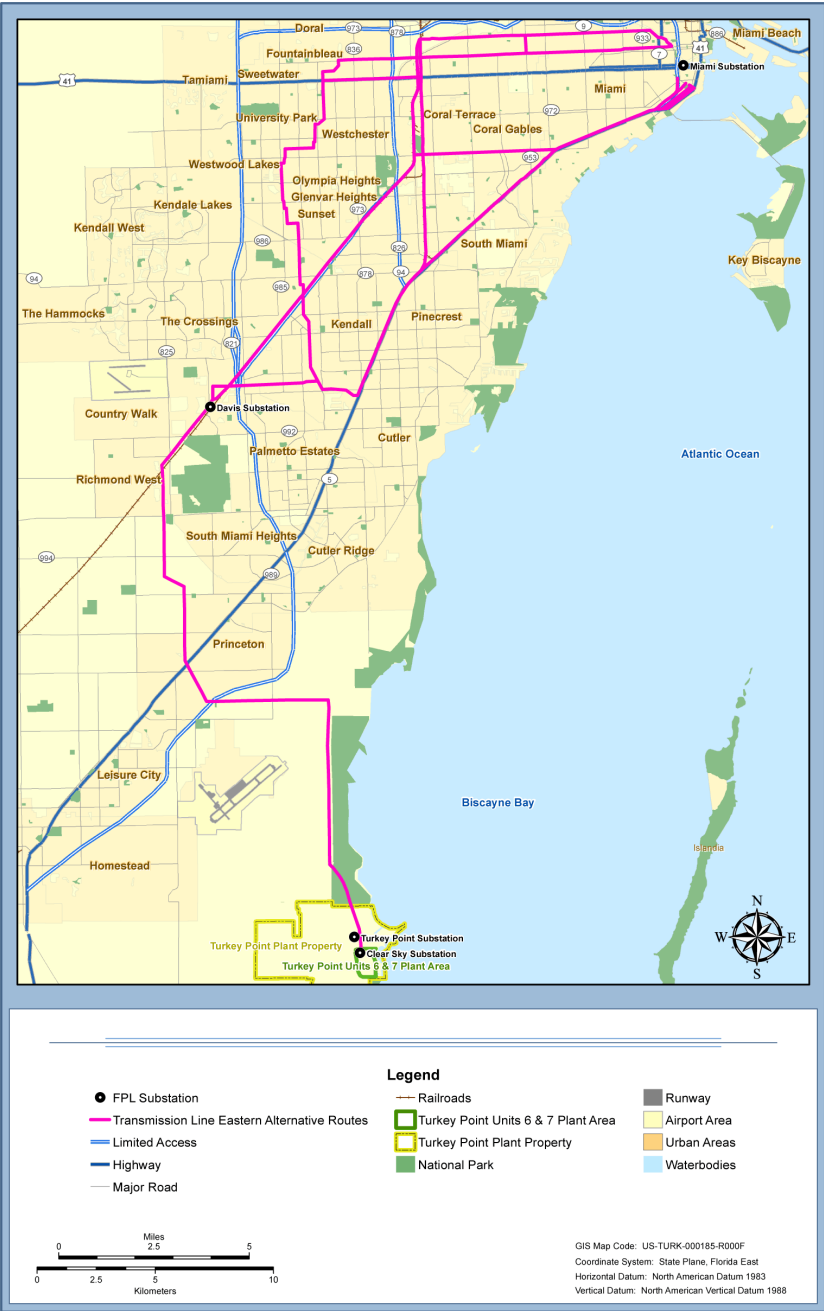 Doral
973
878
9
933
886
Miami Beach
Fountainbleau
836
7
41
41
Tamiami
Sweetwater
Miami Substation
Miami
University Park
Coral Terrace
972
Westchester
Coral Gables
Westwood Lakes
953
Olympia Heights
Glenvar Heights
Kendale Lakes
973
Sunset
Kendall West
986
826
South Miami
Key Biscayne
94
878
94
985
The Hammocks
The Crossings
Kendall
Pinecrest
821
825
Country Walk
Davis Substation
992
Cutler
Palmetto Estates
Atlantic Ocean
Richmond West
5
South Miami Heights
Cutler Ridge
994
989
Princeton
Leisure City
Biscayne Bay
Homestead
Islandia
N
W
E
S
Turkey Point Plant Property
Turkey Point Substation
Clear Sky Substation
Turkey Point Units 6 & 7 Plant Area
Legend
FPL Substation
Transmission Line Eastern Alternative Routes
Limited Access
Highway
Major Road
Railroads
Turkey Point Units 6 & 7 Plant Area
Turkey Point Plant Property
National Park
Runway
Airport Area
Urban Areas
Waterbodies
Miles
0 2.5 5
0 2.5 5 10
Kilometers
GIS Map Code: US-TURK-000185-R000F
Coordinate System: State Plane, Florida East
Horizontal Datum: North American Datum 1983
Vertical Datum: North American Vertical Datum 1988